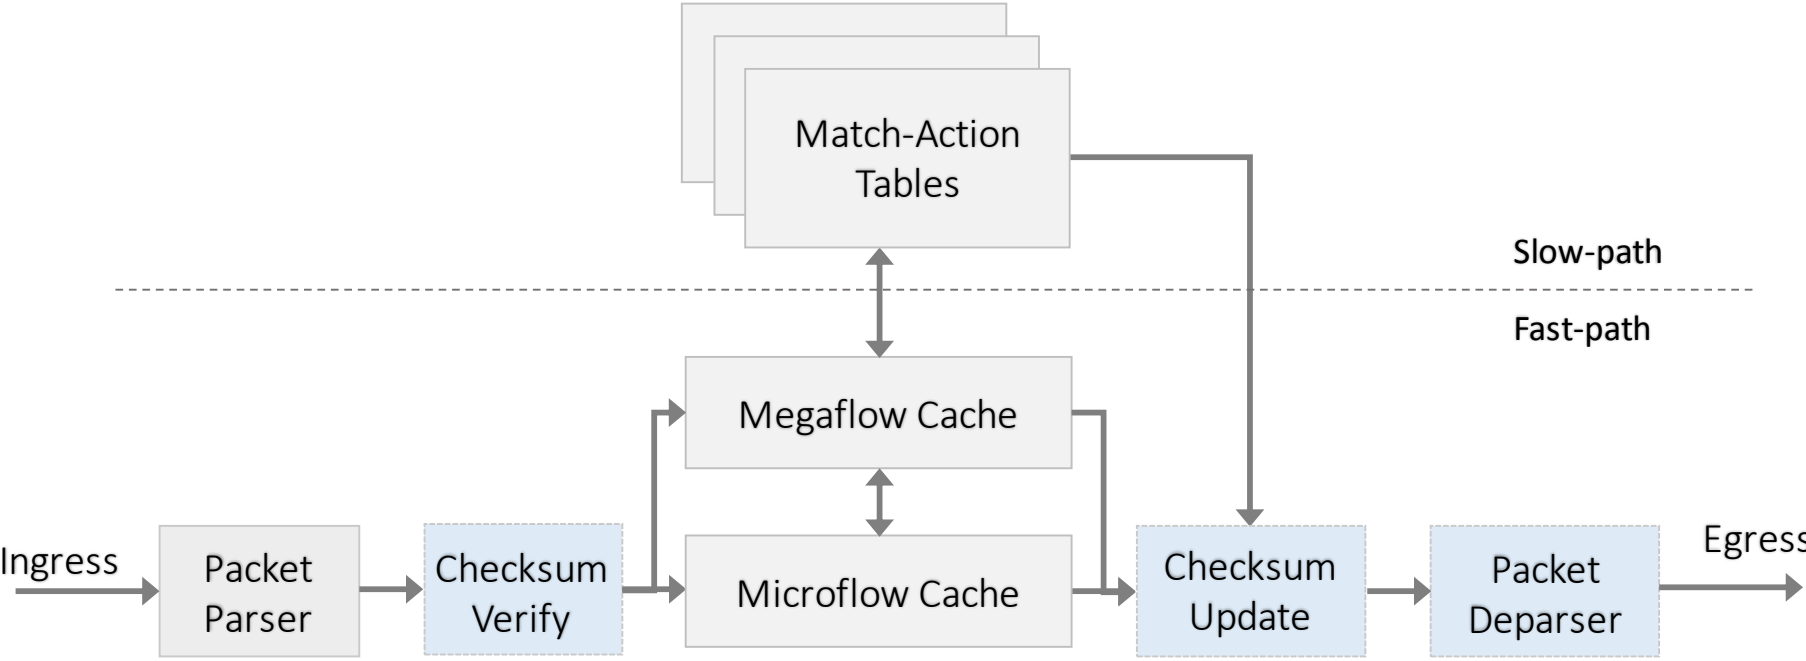 Match-Action
Tables
Slow-path
Fast-path
Megaflow Cache
Ingress
Packet
Parser
Checksum
Verify
Microflow Cache
Checksum
Update
Packet
Deparser
Egress